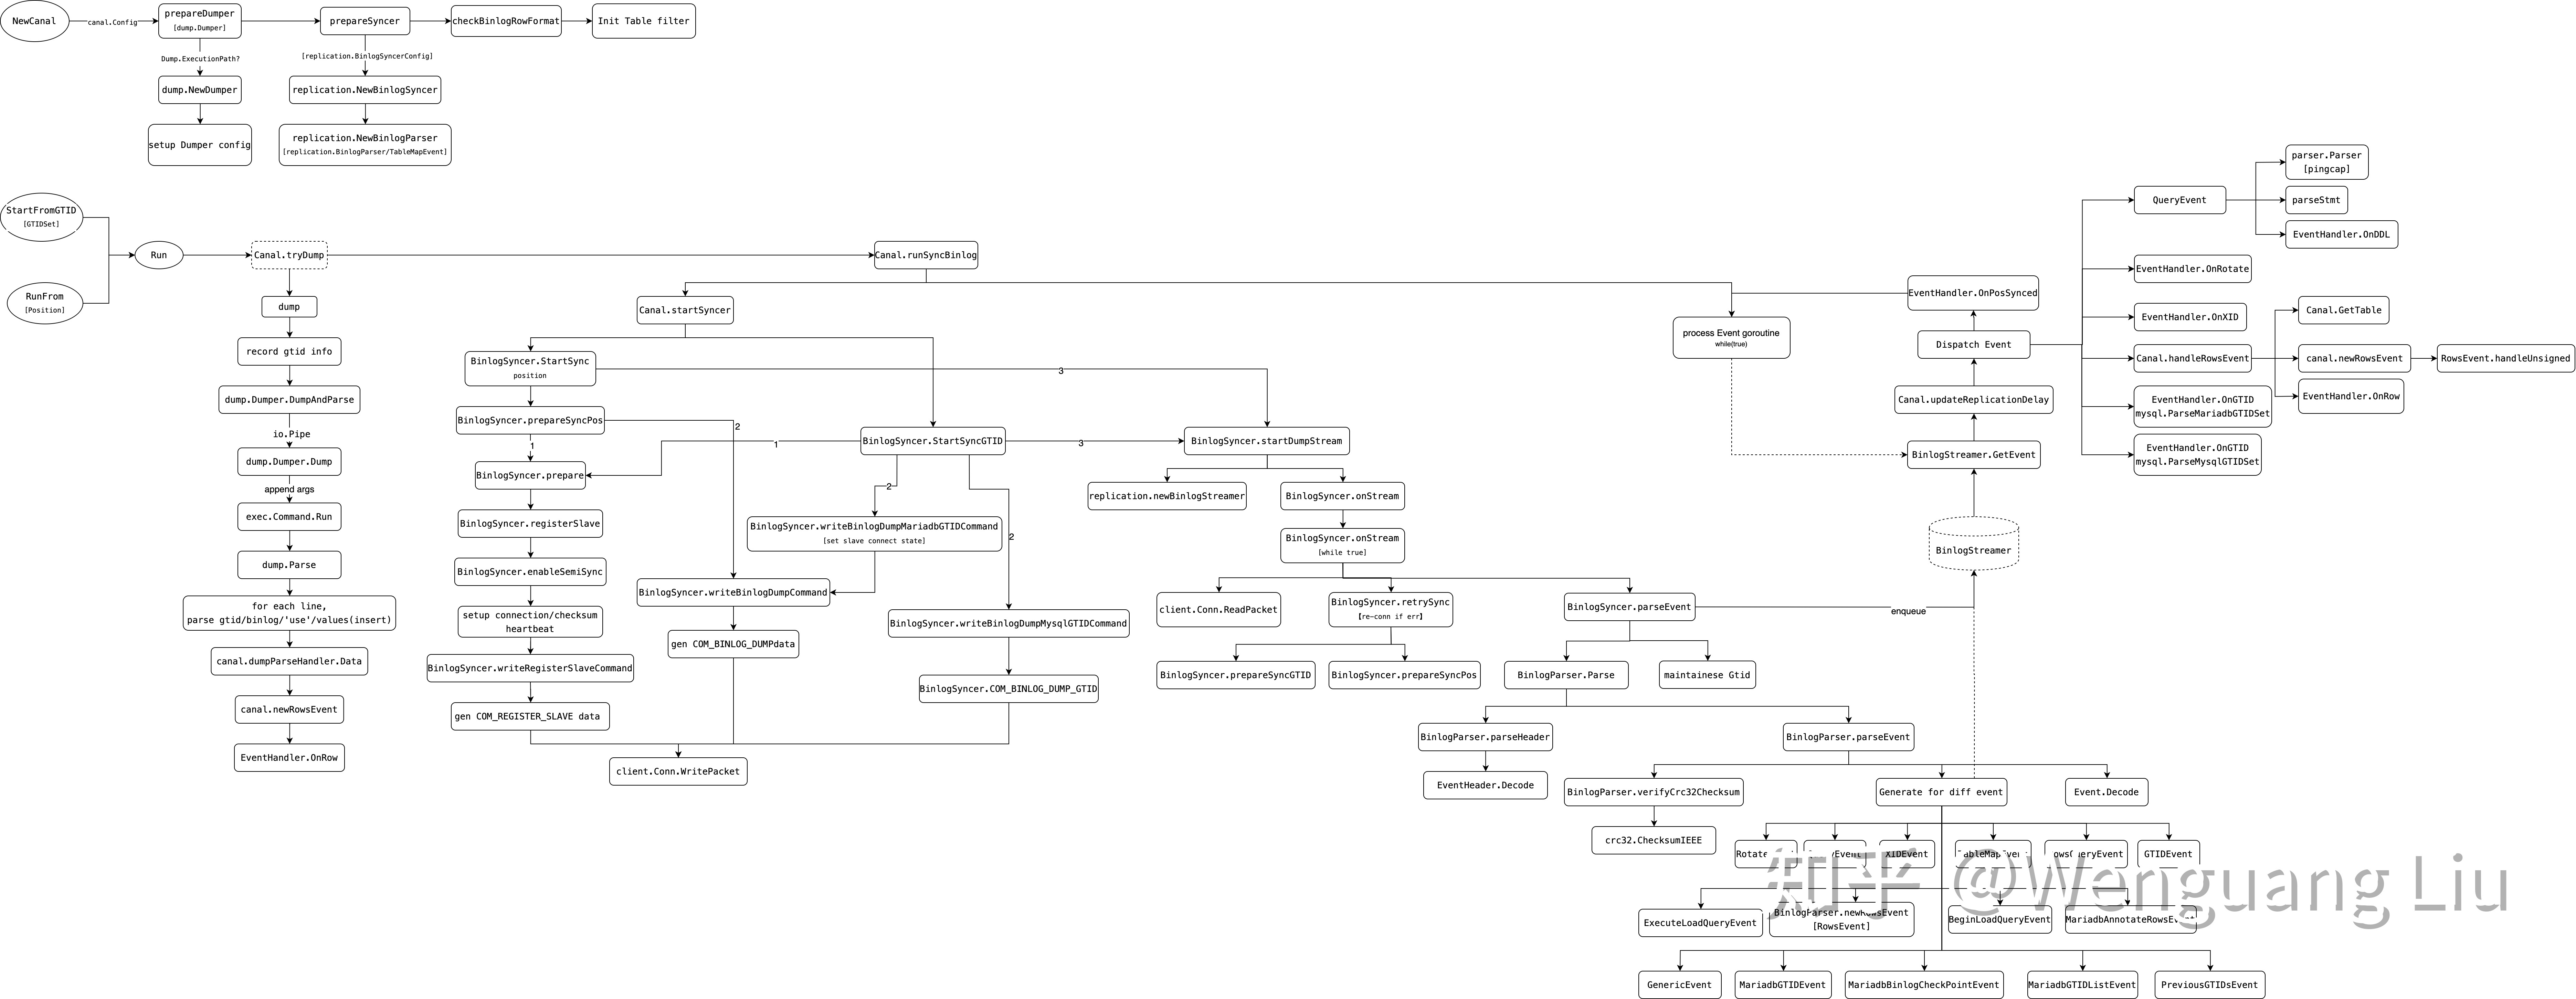 NewCanal
canal.Config
prepareDumper
[dump.Dumper]
prepareSyncer
checkBinlogRowFormat
Init Table filter
Dump.ExecutionPath?
[replication.BinlogSyncerConfig]
dump.NewDumper
replication.NewBinlogSyncer
setup Dumper config
replication.NewBinlogParser
[replication.BinlogParser/TableMapEvent]
StartFromGTID
[GTIDSet]
RunFrom
[Position]
Run
Canal.tryDump
dump
record gtid info
dump.Dumper.DumpAndParse
io.Pipe
dump.Dumper.Dump
append args
exec.Command.Run
dump.Parse
for each line,
parse gtid/binlog/'use'/values(insert)
canal.dumpParseHandler.Data
canal.newRowsEvent
EventHandler.OnRow
Canal.runSyncBinlog
Canal.startSyncer
BinlogSyncer.StartSync
position
3
BinlogSyncer.prepareSyncPos
2
1
BinlogSyncer.prepare
BinlogSyncer.registerSlave
BinlogSyncer.enableSemiSync
setup connection/checksum
heartbeat
BinlogSyncer.writeRegisterSlaveCommand
gen COM_REGISTER_SLAVE data
BinlogSyncer.StartSyncGTID
1
3
2
2
BinlogSyncer.writeBinlogDumpMariadbGTIDCommand
[set slave connect state]
BinlogSyncer.writeBinlogDumpCommand
gen COM_BINLOG_DUMPdata
BinlogSyncer.writeBinlogDumpMysqlGTIDCommand
BinlogSyncer.COM_BINLOG_DUMP_GTID
client.Conn.WritePacket
BinlogSyncer.startDumpStream
replication.newBinlogStreamer
BinlogSyncer.onStream
BinlogSyncer.onStream
[while true]
client.Conn.ReadPacket
BinlogSyncer.retrySync
【re-conn if err】
BinlogSyncer.prepareSyncGTID
BinlogSyncer.prepareSyncPos
BinlogSyncer.parseEvent
enqueue
BinlogParser.Parse
maintainese Gtid
BinlogParser.parseHeader
EventHeader.Decode
BinlogParser.parseEvent
BinlogParser.verifyCrc32Checksum
crc32.ChecksumIEEE
Generate for diff event
Event.Decode
process Event goroutine
while(true)
EventHandler.OnPosSynced
Dispatch Event
Canal.updateReplicationDelay
BinlogStreamer.GetEvent
BinlogStreamer
QueryEvent
parser.Parser
[pingcap]
parseStmt
EventHandler.OnDDL
EventHandler.OnRotate
EventHandler.OnXID
Canal.handleRowsEvent
Canal.GetTable
canal.newRowsEvent
RowsEvent.handleUnsigned
EventHandler.OnRow
EventHandler.OnGTID
mysql.ParseMariadbGTIDSet
EventHandler.OnGTID
mysql.ParseMysqlGTIDSet
XIDEvent
TableMapEvent
GTIDEvent
ExecuteLoadQueryEvent
BinlogParser.newRowsEvent
[RowsEvent]
BeginLoadQueryEvent
MariadbAnnotateRowsEvent
GenericEvent
MariadbGTIDEvent
MariadbBinlogCheckPointEvent
MariadbGTIDListEvent
PreviousGTIDsEvent
知乎 @Wenguang Liu